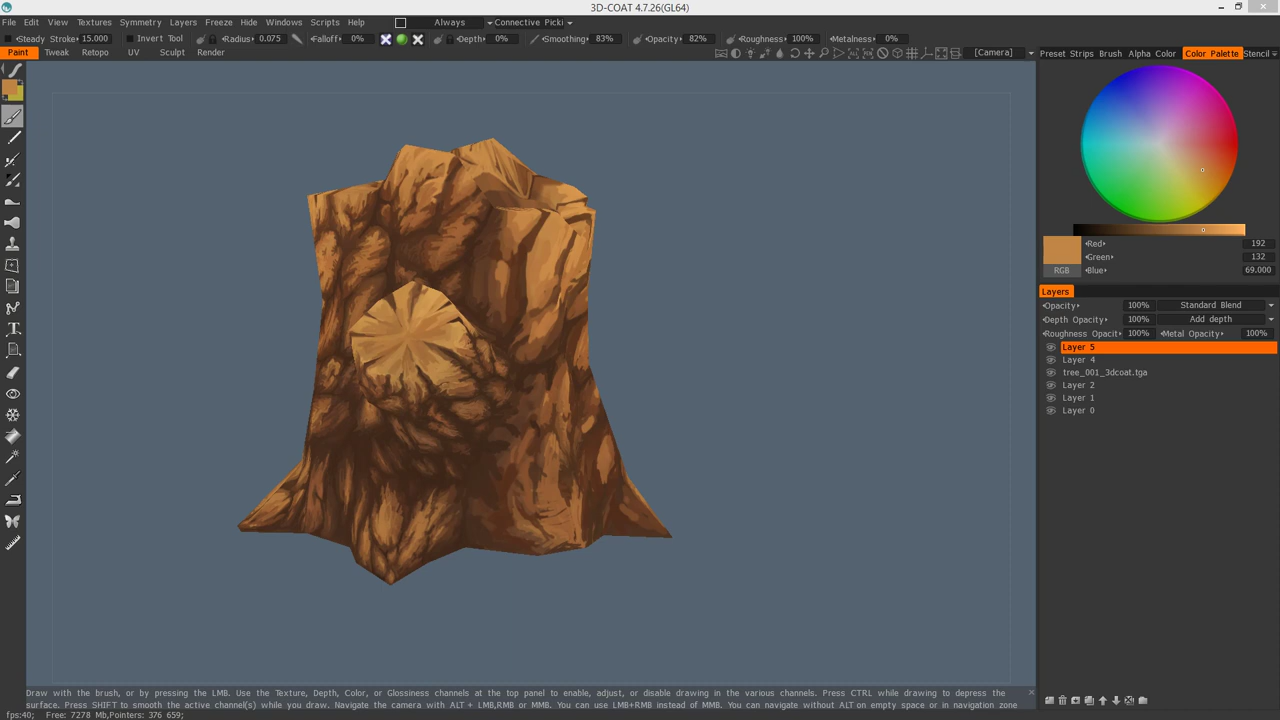 3D-COAT 4.7.26(GL64)
File Edit View Textures Symmetry Layers Freeze Hide Windows Scripts Help Always Connective Picki
Steady Stroke 15.000 Invert Tool Radius 0.075 Falloff 0% Depth 0% Smoothing 83% Opacity 82% Roughness 100% Metalness 0%
Paint Tweak Retopo UV Sculpt Render [Camera] Preset Strips Brush Alpha Color Color Palette Stencil
Red 192
Green 132
RGB Blue 69.000
Layers
Opacity 100% Standard Blend
Depth Opacity 100% Add depth
Roughness Opacit 100% Metal Opacity 100%
Layer 5
Layer 4
tree_001_3dcoat.tga
Layer 2
Layer 1
Layer 0
Draw with the brush, or by pressing the LMB. Use the Texture, Depth, Color, or Glossiness channels at the top panel to enable, adjust, or disable drawing in the various channels. Press CTRL while drawing to depress the
surface. Press SHIFT to smooth the active channel(s) while you draw. Navigate the camera with ALT + LMB,RMB or MMB. You can use LMB+RMB instead of MMB. You can navigate without ALT on empty space or in navigation zone
fps:40; Free: 7278 Mb,Pointers: 376 659;